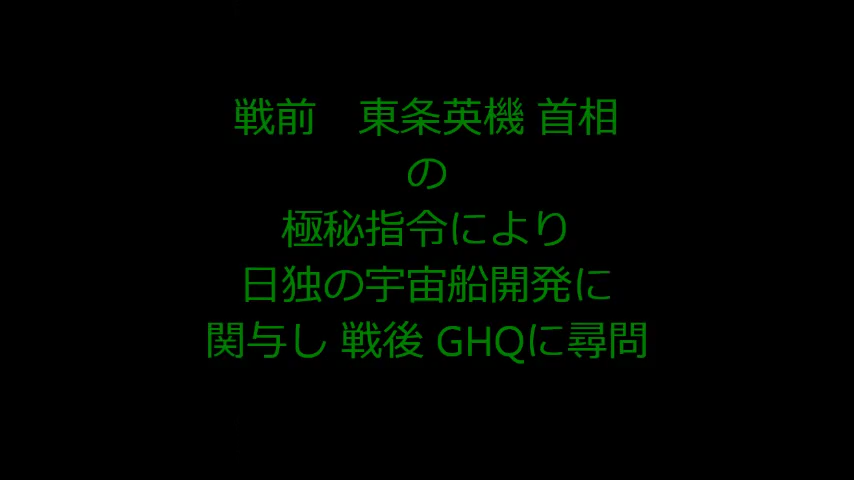 戦前　東条英機 首相
の
極秘指令により
日独の宇宙船開発に
関与し 戦後 GHQに尋問